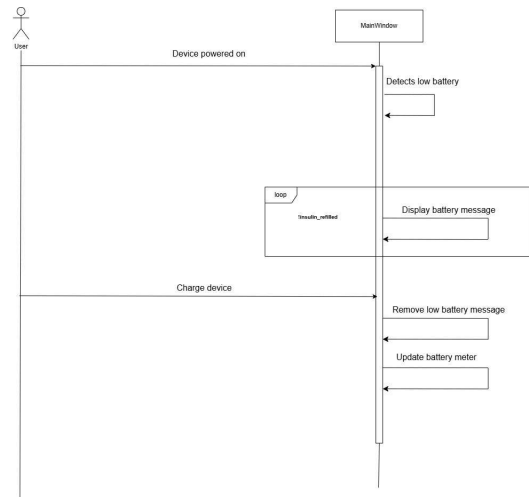 MainWindow
User
Device powered on
Detects low battery
loop
!insulin_refilled
Display battery message
Charge device
Remove low battery message
Update battery meter